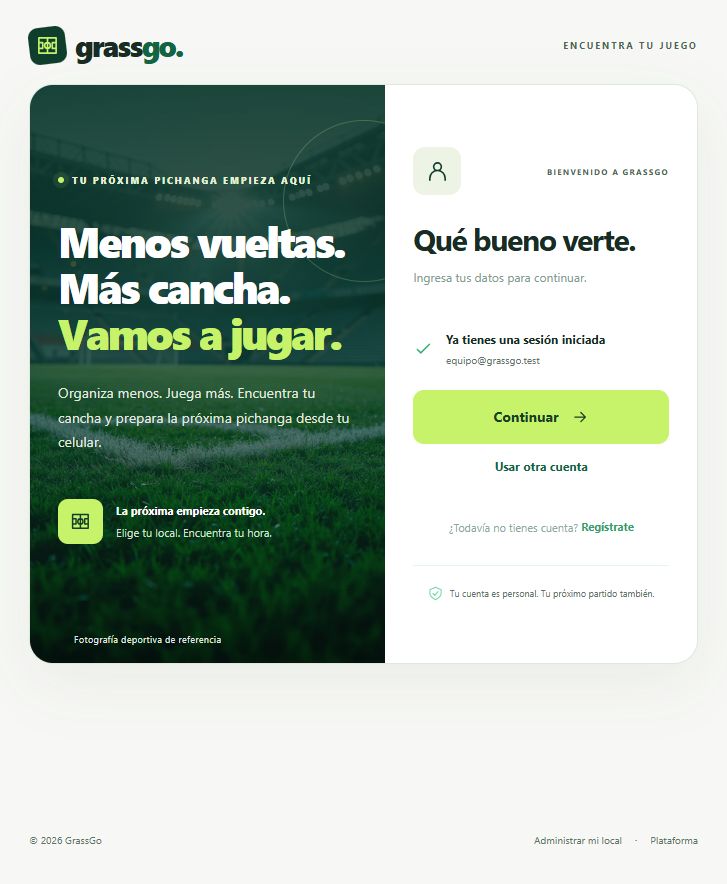 grassgo.
ENCUENTRA TU JUEGO
TU PRÓXIMA PICHANGA EMPIEZA AQUÍ
Menos vueltas.
Más cancha.
Vamos a jugar.
Organiza menos. Juega más. Encuentra tu
cancha y prepara la próxima pichanga desde tu
celular.
La próxima empieza contigo.
Elige tu local. Encuentra tu hora.
Fotografía deportiva de referencia
BIENVENIDO A GRASSGO
Qué bueno verte.
Ingresa tus datos para continuar.
Ya tienes una sesión iniciada
equipo@grassgo.test
Continuar →
Usar otra cuenta
¿Todavía no tienes cuenta? Regístrate
Tu cuenta es personal. Tu próximo partido también.
© 2026 GrassGo
Administrar mi local · Plataforma